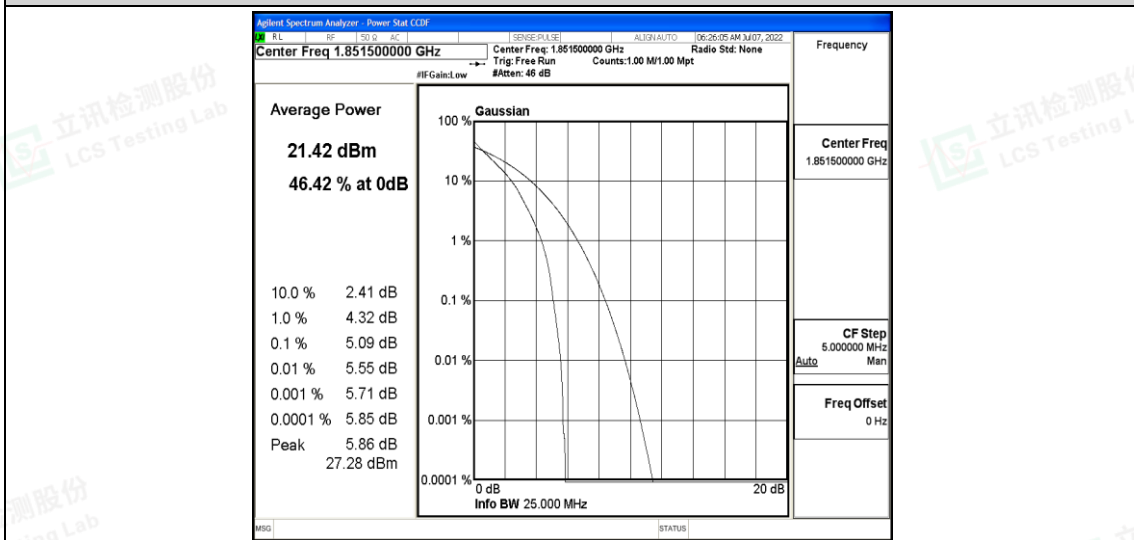 Agilent Spectrum Analyzer - Power Stat CCDF
RL RF 50 Ω AC SENSE:PULSE ALIGN AUTO 06:26:05 AM Jul 07, 2022
Center Freq 1.851500000 GHz
Center Freq: 1.851500000 GHz Radio Std: None
Trig: Free Run Counts:1.00 M/1.00 Mpt
#IFGain:Low #Atten: 46 dB
Frequency
Average Power
21.42 dBm
46.42 % at 0dB
10.0 % 2.41 dB
1.0 % 4.32 dB
0.1 % 5.09 dB
0.01 % 5.55 dB
0.001 % 5.71 dB
0.0001 % 5.85 dB
Peak 5.86 dB
27.28 dBm
Gaussian
100 %
10 %
1 %
0.1 %
0.01 %
0.001 %
0.0001 %
0 dB 20 dB
Info BW 25.000 MHz
Center Freq
1.851500000 GHz
CF Step
5.000000 MHz
Auto Man
Freq Offset
0 Hz
MSG STATUS
立讯检测股份
LCS Testing Lab
立讯检测股
LCS Testing L
测股份
ing Lab
立